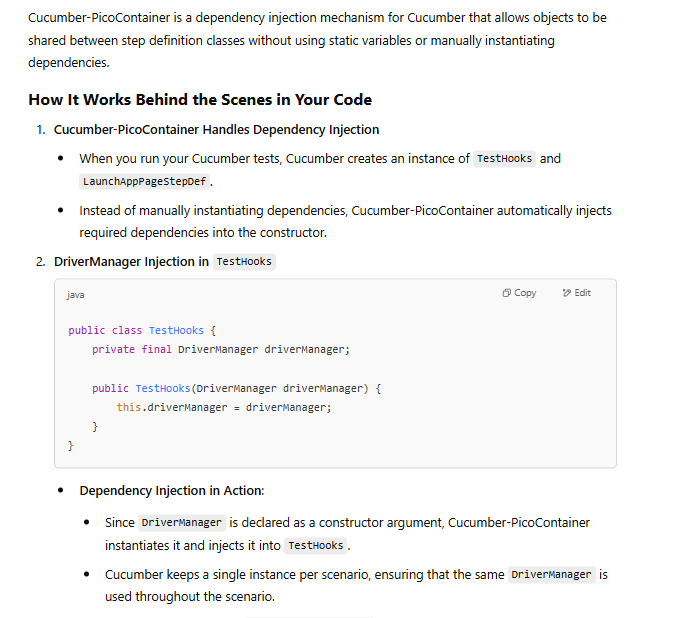 Cucumber-PicoContainer is a dependency injection mechanism for Cucumber that allows objects to be
shared between step definition classes without using static variables or manually instantiating
dependencies.
How It Works Behind the Scenes in Your Code
1. Cucumber-PicoContainer Handles Dependency Injection
• When you run your Cucumber tests, Cucumber creates an instance of TestHooks and
LaunchAppPageStepDef .
• Instead of manually instantiating dependencies, Cucumber-PicoContainer automatically injects
required dependencies into the constructor.
2. DriverManager Injection in TestHooks
java Copy Edit
public class TestHooks {
    private final DriverManager driverManager;
    public TestHooks(DriverManager driverManager) {
        this.driverManager = driverManager;
    }
}
• Dependency Injection in Action:
• Since DriverManager is declared as a constructor argument, Cucumber-PicoContainer
instantiates it and injects it into TestHooks .
• Cucumber keeps a single instance per scenario, ensuring that the same DriverManager is
used throughout the scenario.